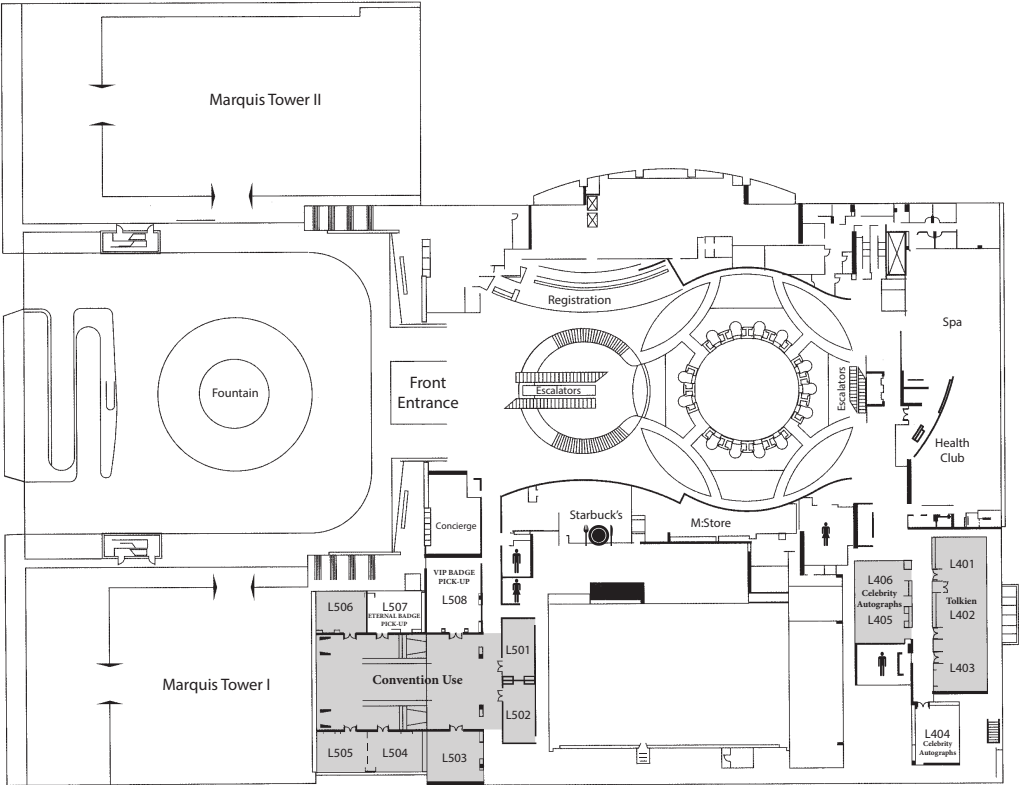 Marquis Tower II
Registration
Spa
Fountain
Front
Entrance
Escalators
Escalators
Health
Club
Concierge
Starbuck's
M:Store
VIP BADGE
PICK-UP
L508
L506
L507
ETERNAL BADGE
PICK-UP
L406
Celebrity
Autographs
L405
L401
Tolkien
L402
L403
L501
L502
Convention Use
Marquis Tower I
L505
L504
L503
L404
Celebrity
Autographs